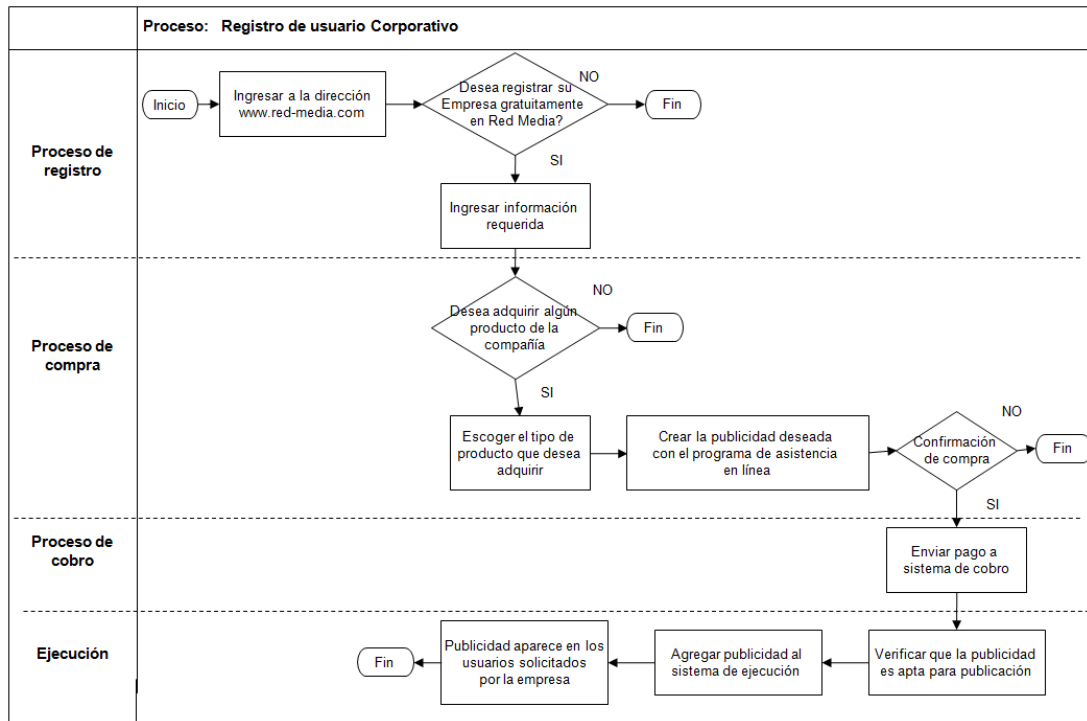 Proceso: Registro de usuario Corporativo
Proceso de
registro
Inicio
Ingresar a la dirección
www.red-media.com
Desea registrar su
Empresa gratuitamente
en Red Media?
NO
Fin
SI
Ingresar información
requerida
Proceso de
compra
Desea adquirir algún
producto de la
compañía
NO
Fin
SI
Escoger el tipo de
producto que desea
adquirir
Crear la publicidad deseada
con el programa de asistencia
en línea
Confirmación
de compra
NO
Fin
SI
Proceso de
cobro
Enviar pago a
sistema de cobro
Ejecución
Verificar que la publicidad
es apta para publicación
Agregar publicidad al
sistema de ejecución
Publicidad aparece en los
usuarios solicitados
por la empresa
Fin